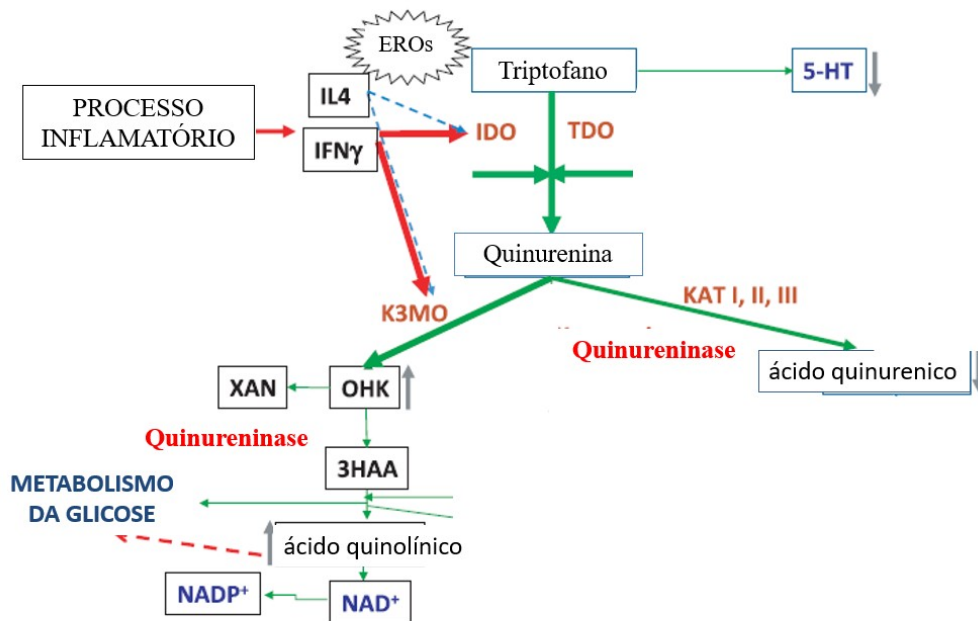 EROs
Triptofano
5-HT
IL4
PROCESSO
INFLAMATÓRIO
IFNγ
IDO
TDO
Quinurenina
KAT I, II, III
K3MO
Quinureninase
ácido quinurenico
XAN
OHK
Quinureninase
3HAA
METABOLISMO
DA GLICOSE
ácido quinolínico
NADP⁺
NAD⁺